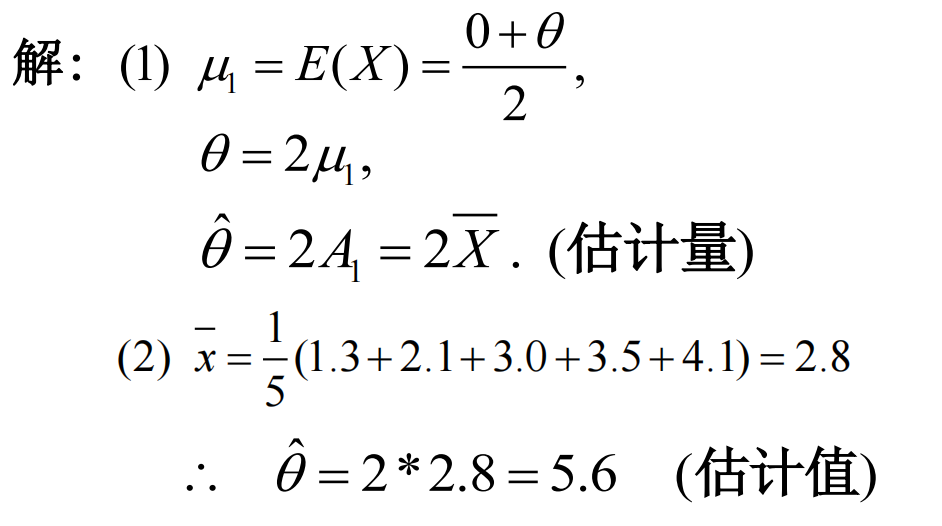 解： (1) μ₁ = E(X) = (0 + θ)/2 ,
θ = 2μ₁,
θ̂ = 2A₁ = 2X̅ . (估计量)
(2) x̅ = 1/5 (1.3 + 2.1 + 3.0 + 3.5 + 4.1) = 2.8
∴ θ̂ = 2 * 2.8 = 5.6 (估计值)